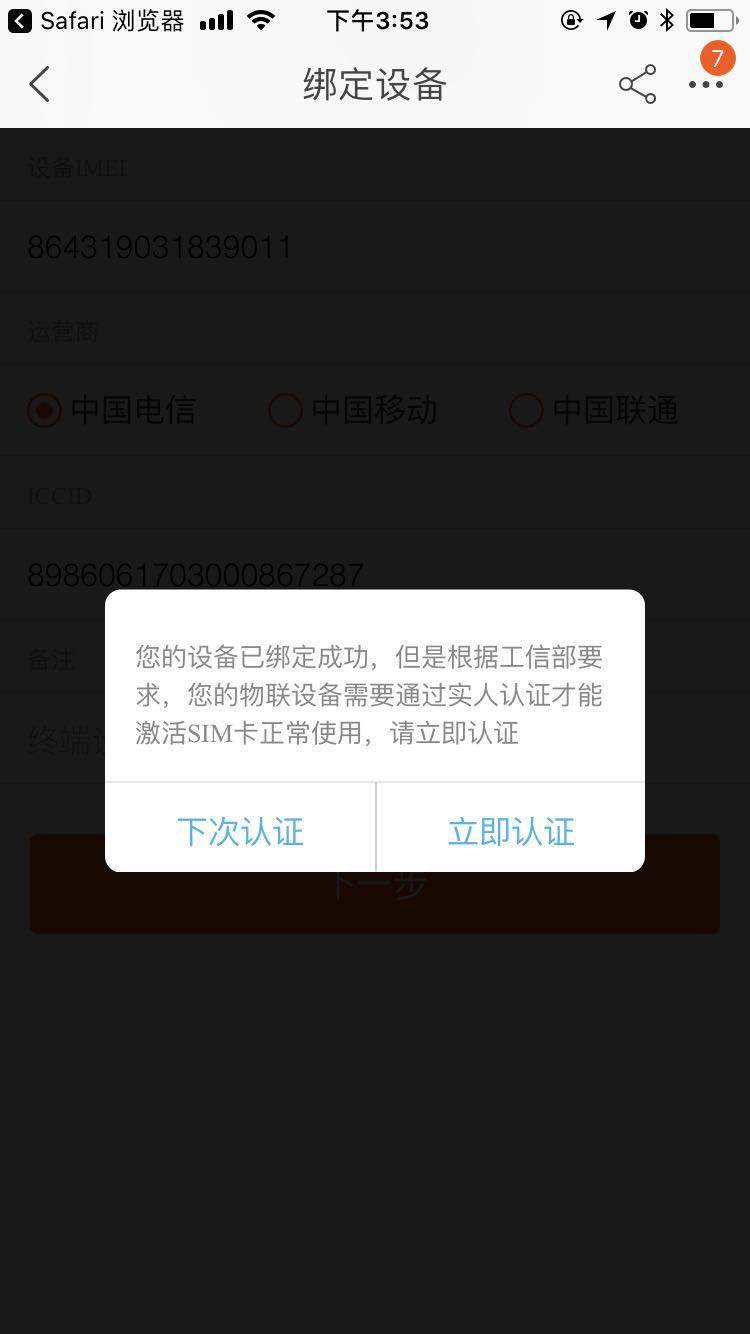 Safari 浏览器
下午3:53
绑定设备
7
设备IMEI
864319031839011
运营商
中国电信 中国移动 中国联通
ICCID
8986061703000867287
备注
终端
您的设备已绑定成功，但是根据工信部要
求，您的物联设备需要通过实人认证才能
激活SIM卡正常使用，请立即认证
下次认证 立即认证
下一步